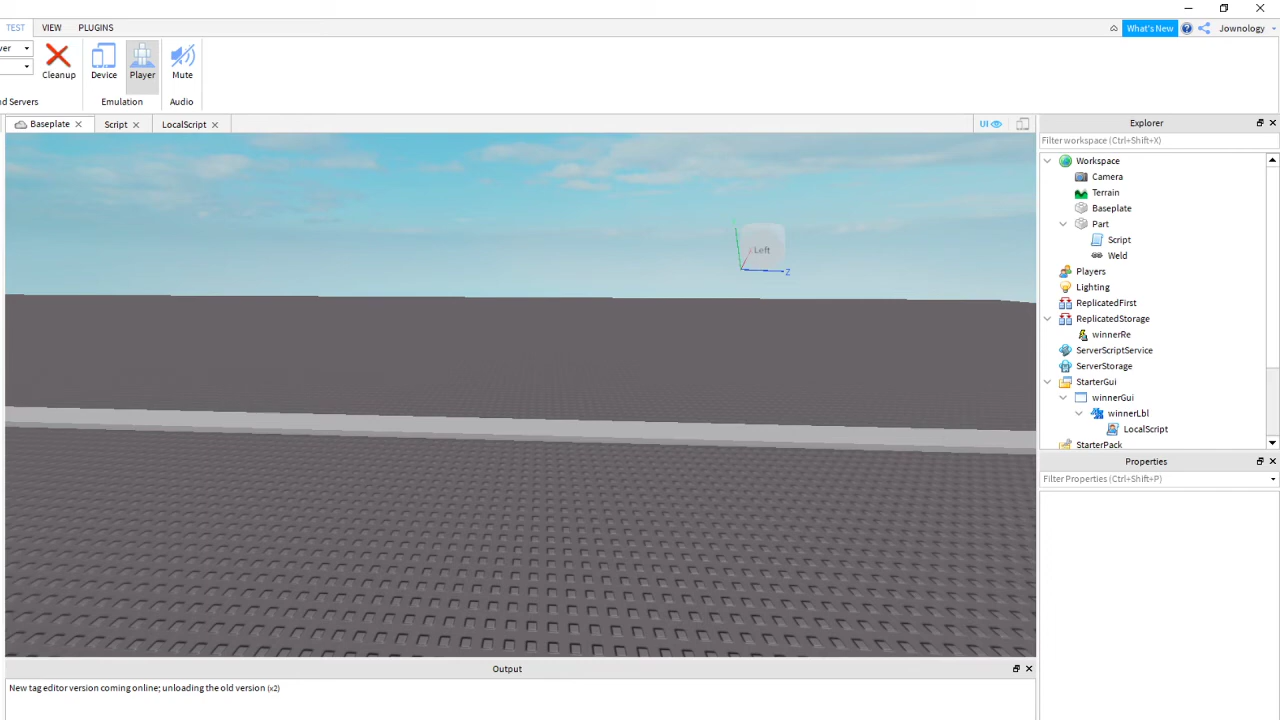 TEST VIEW PLUGINS
What's New Jownology
ver
Cleanup Device Player Mute
nd Servers Emulation Audio
Baseplate Script LocalScript UI
Left
Z
Explorer
Filter workspace (Ctrl+Shift+X)
Workspace
Camera
Terrain
Baseplate
Part
Script
Weld
Players
Lighting
ReplicatedFirst
ReplicatedStorage
winnerRe
ServerScriptService
ServerStorage
StarterGui
winnerGui
winnerLbl
LocalScript
StarterPack
Properties
Filter Properties (Ctrl+Shift+P)
Output
New tag editor version coming online; unloading the old version (x2)